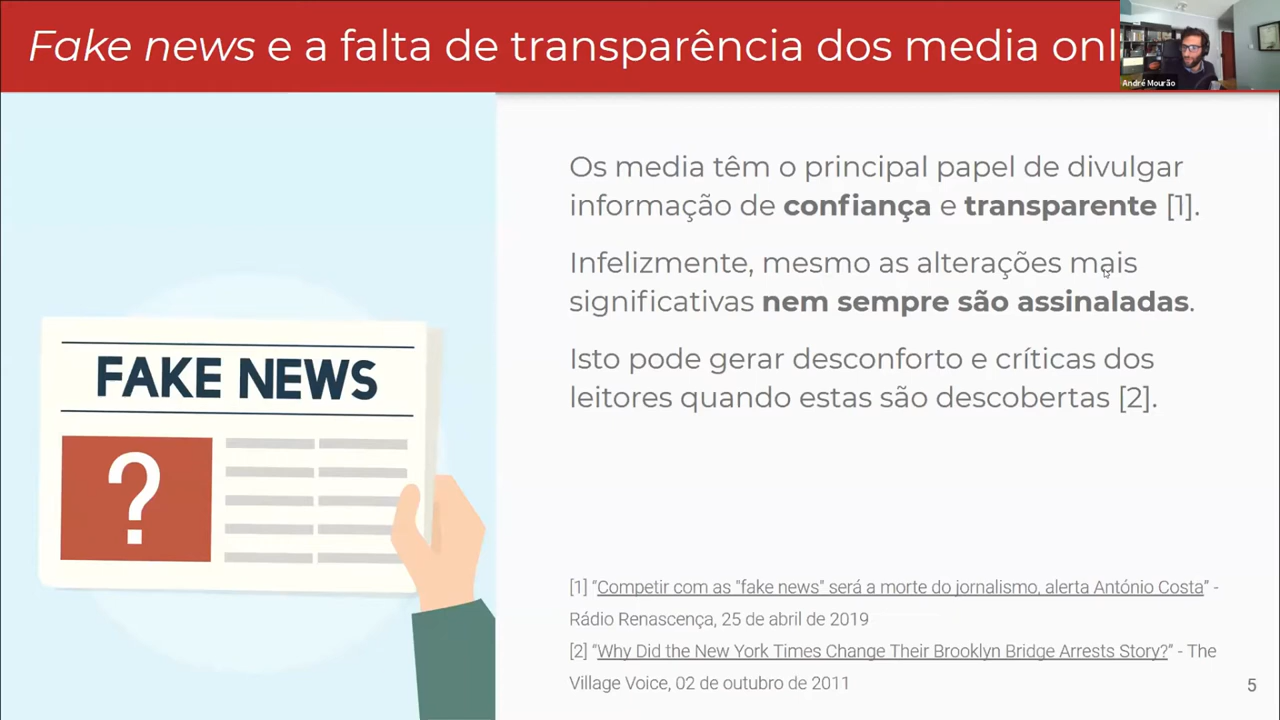 Fake news e a falta de transparência dos media onl
André Mourão
Os media têm o principal papel de divulgar
informação de confiança e transparente [1].
Infelizmente, mesmo as alterações mais
significativas nem sempre são assinaladas.
Isto pode gerar desconforto e críticas dos
leitores quando estas são descobertas [2].
FAKE NEWS
?
[1] “Competir com as "fake news" será a morte do jornalismo, alerta António Costa” -
Rádio Renascença, 25 de abril de 2019
[2] “Why Did the New York Times Change Their Brooklyn Bridge Arrests Story?” - The
Village Voice, 02 de outubro de 2011
5